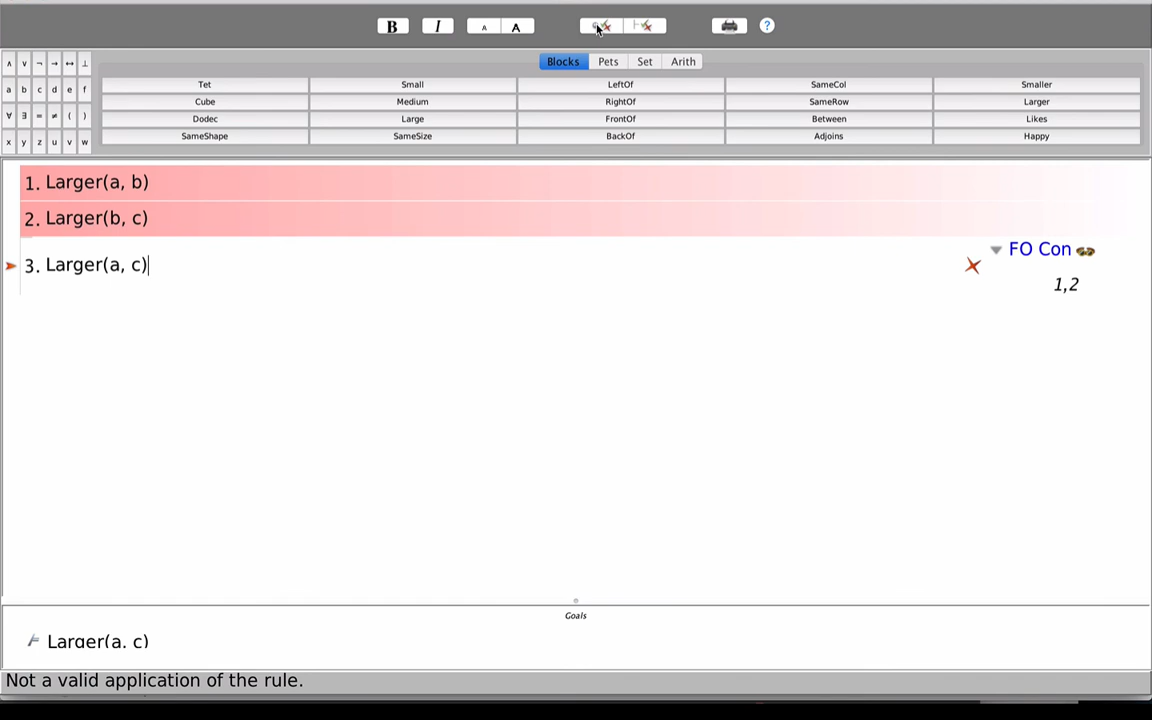 B I A A ?
∧ ∨ ¬ → ↔ ⊥
Blocks Pets Set Arith
a b c d e f
Tet Small LeftOf SameCol Smaller
Cube Medium RightOf SameRow Larger
∀ ∃ = ≠ ( )
Dodec Large FrontOf Between Likes
x y z u v w
SameShape SameSize BackOf Adjoins Happy
1. Larger(a, b)
2. Larger(b, c)
3. Larger(a, c)
FO Con
1,2
Goals
Larger(a, c)
Not a valid application of the rule.